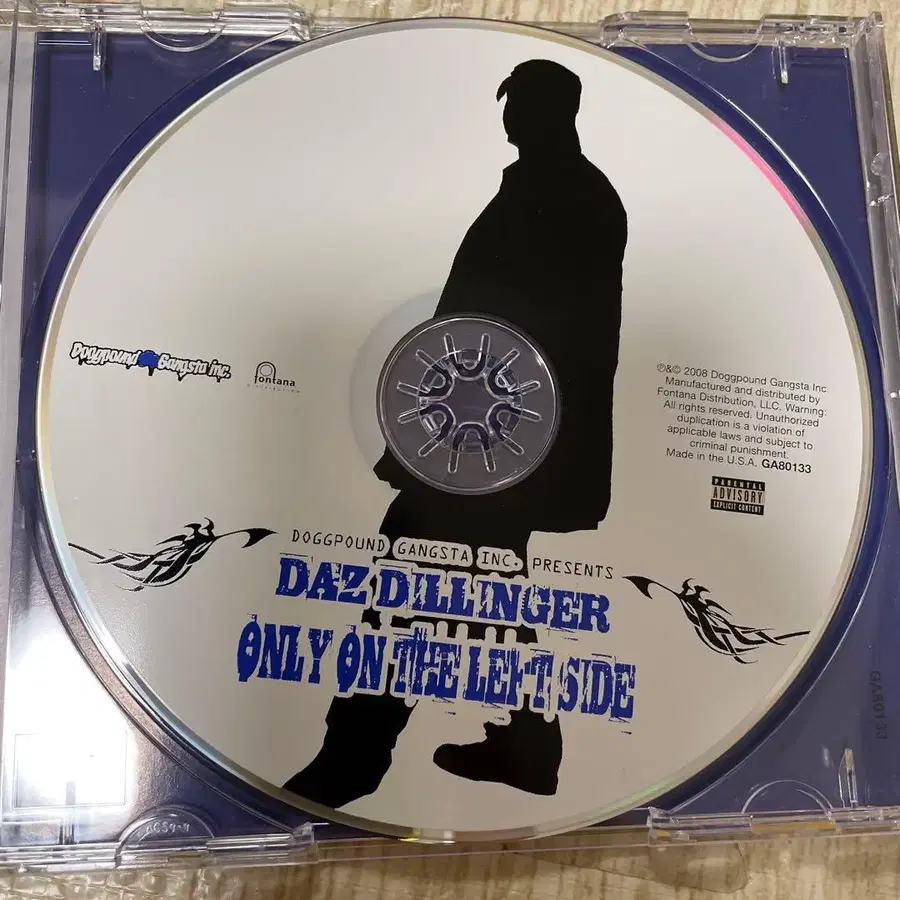 Doggpound Gangsta inc.
fontana
DISTRIBUTION
℗&© 2008 Doggpound Gangsta Inc.
Manufactured and distributed by
Fontana Distribution, LLC. Warning:
All rights reserved. Unauthorized
duplication is a violation of
applicable laws and subject to
criminal punishment.
Made in the U.S.A. GA80133
PARENTAL
ADVISORY
EXPLICIT CONTENT
DOGGPOUND GANGSTA INC. PRESENTS
DAZ DILLINGER
ONLY ON THE LEFT SIDE
GA80133